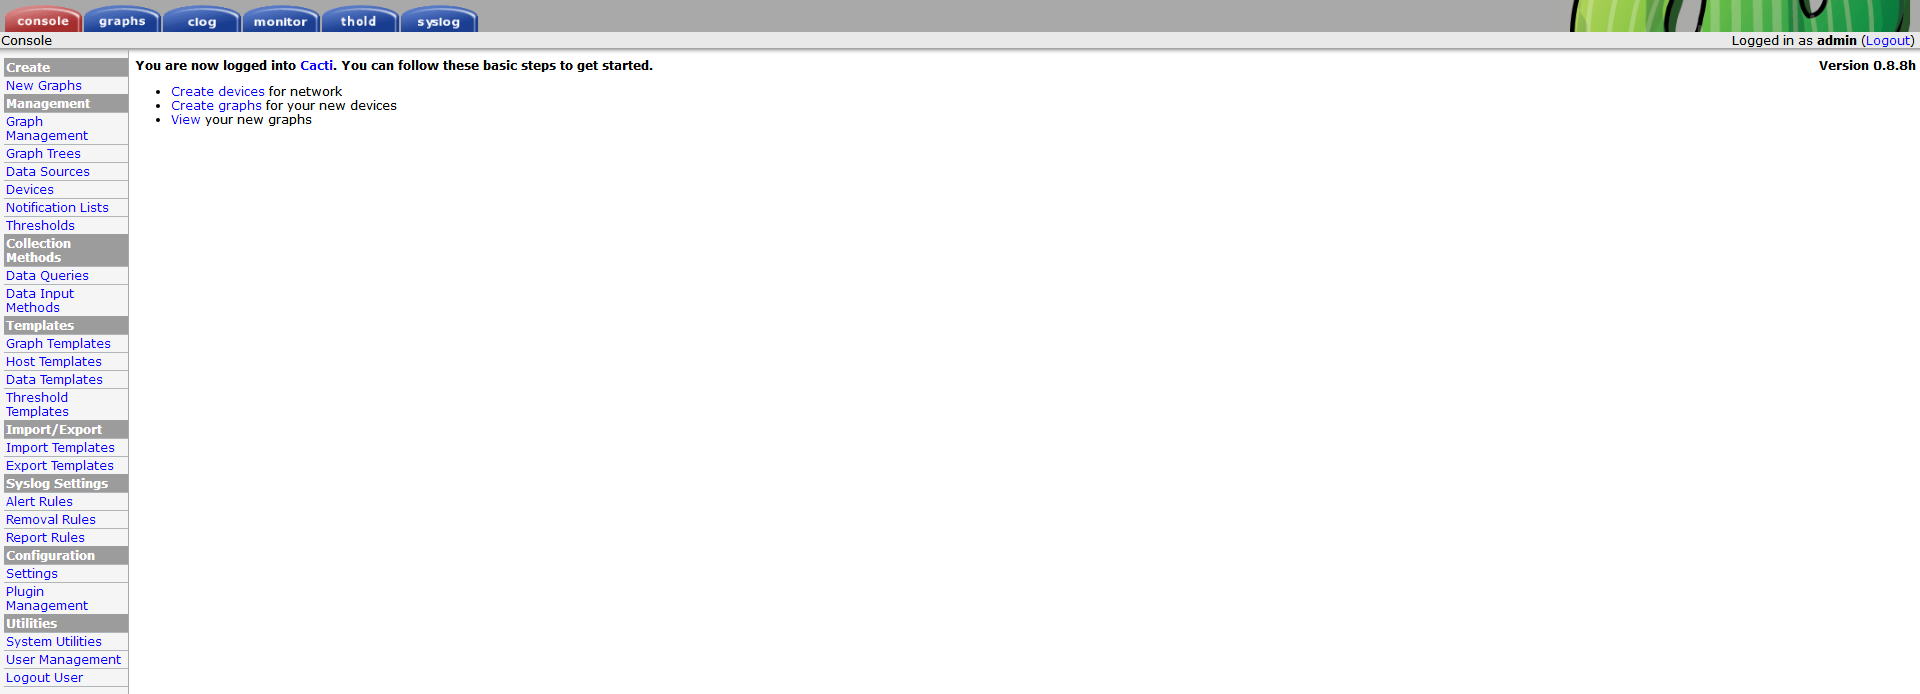 console graphs clog monitor thold syslog
Console
Logged in as admin (Logout)
Create
New Graphs
Management
Graph
Management
Graph Trees
Data Sources
Devices
Notification Lists
Thresholds
Collection
Methods
Data Queries
Data Input
Methods
Templates
Graph Templates
Host Templates
Data Templates
Threshold
Templates
Import/Export
Import Templates
Export Templates
Syslog Settings
Alert Rules
Removal Rules
Report Rules
Configuration
Settings
Plugin
Management
Utilities
System Utilities
User Management
Logout User
You are now logged into Cacti. You can follow these basic steps to get started.
Version 0.8.8h
• Create devices for network
• Create graphs for your new devices
• View your new graphs